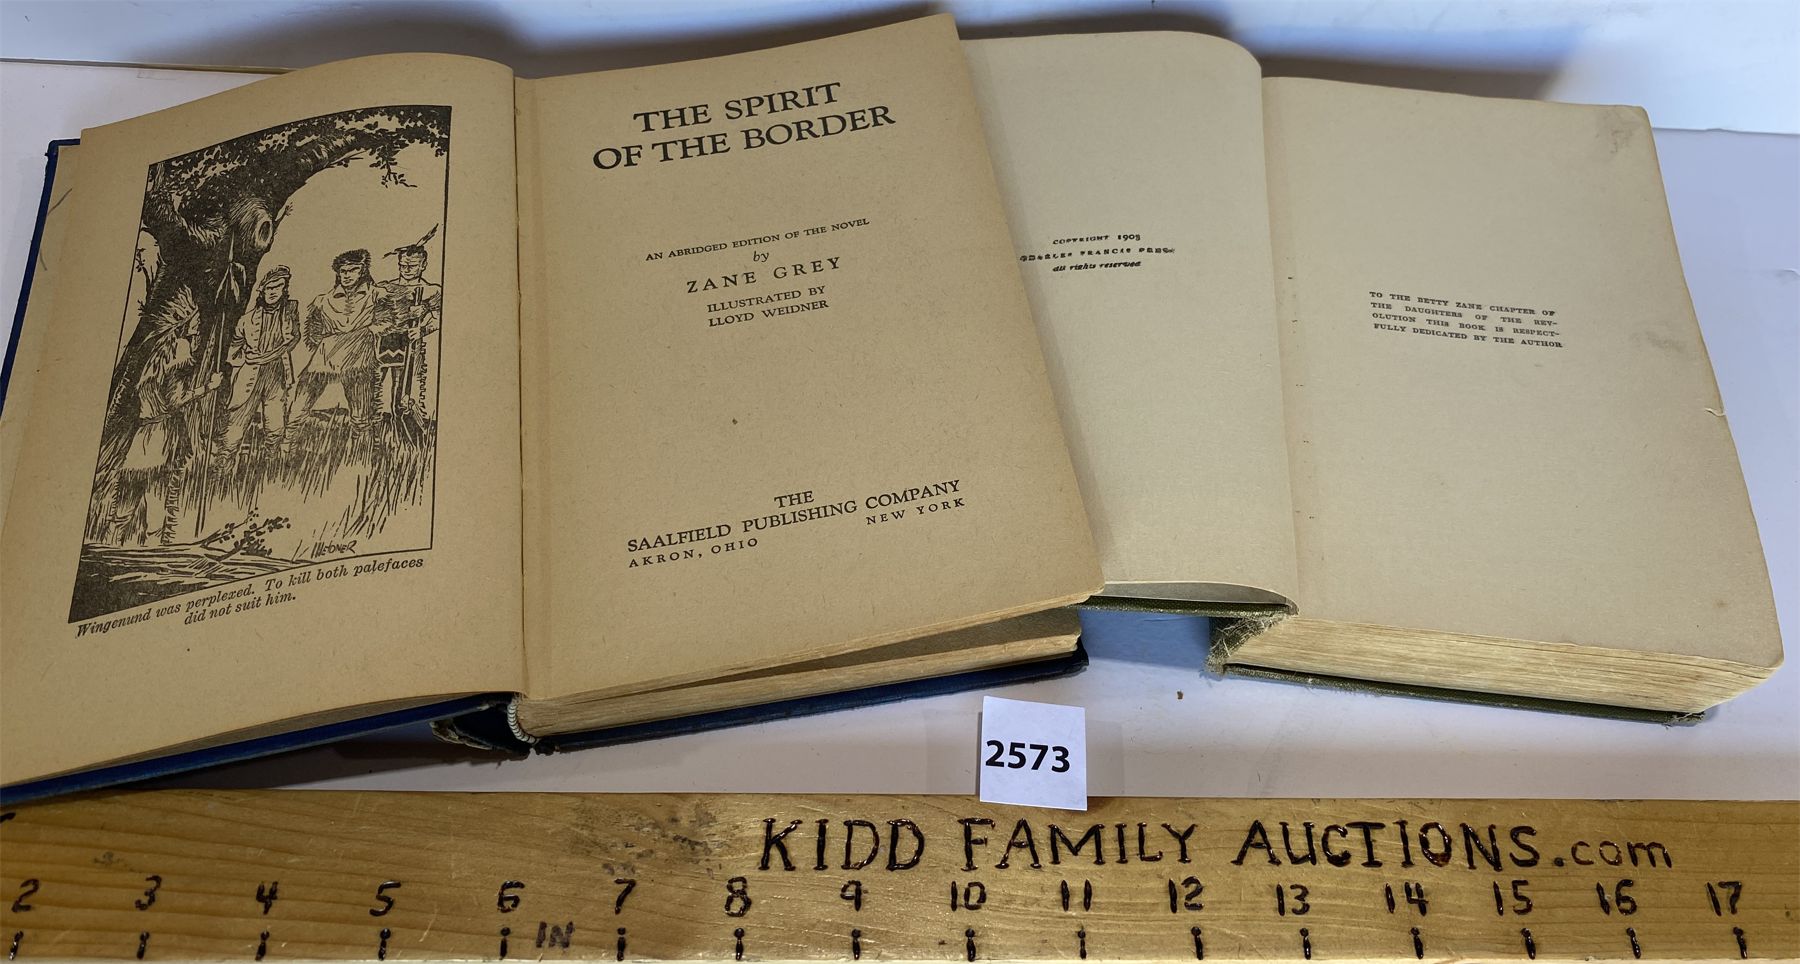 THE SPIRIT
OF THE BORDER
AN ABRIDGED EDITION OF THE NOVEL
by
ZANE GREY
ILLUSTRATED BY
LLOYD WEIDNER
THE
SAALFIELD PUBLISHING COMPANY
AKRON, OHIO NEW YORK
Wingenund was perplexed. To kill both palefaces
did not suit him.
COPYRIGHT 1903
CHARLES FRANCIS PRESS
all rights reserved
TO THE BETTY ZANE CHAPTER OF
THE DAUGHTERS OF THE REV-
OLUTION THIS BOOK IS RESPECT-
FULLY DEDICATED BY THE AUTHOR
2573
KIDD FAMILY AUCTIONS.com
2 3 4 5 6 7 8 9 10 11 12 13 14 15 16 17
IN